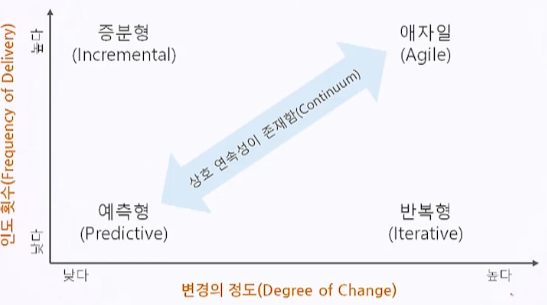 인도 횟수(Frequency of Delivery)
높다
낮다
증분형
(Incremental)
애자일
(Agile)
상호 연속성이 존재함(Continuum)
예측형
(Predictive)
반복형
(Iterative)
낮다
높다
변경의 정도(Degree of Change)